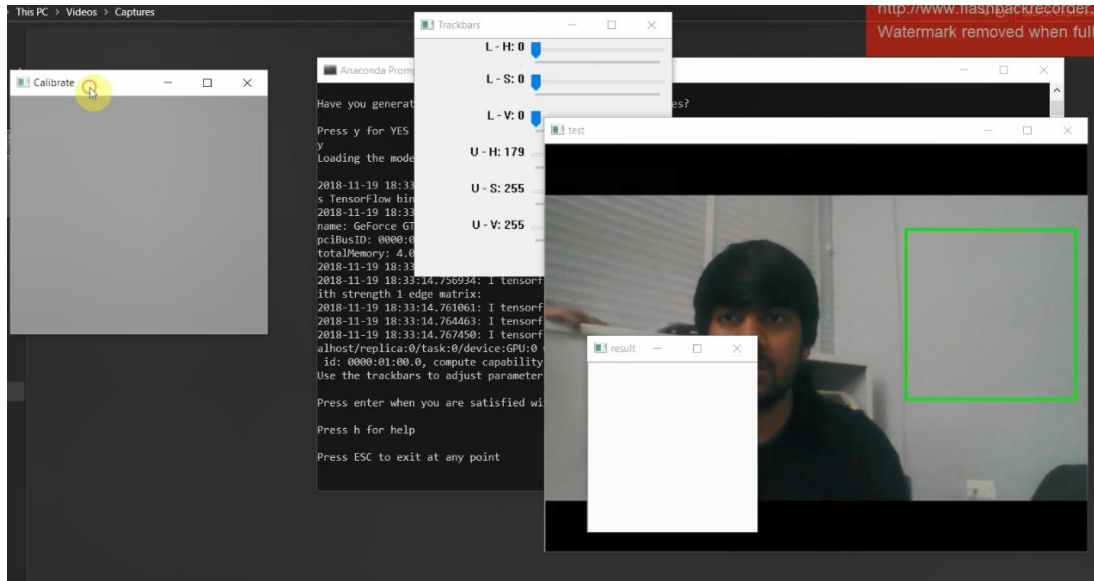 This PC > Videos > Captures
http://www.flashbackrecorder.
Watermark removed when full
Trackbars
L - H: 0
L - S: 0
L - V: 0
U - H: 179
U - S: 255
U - V: 255
Calibrate
Anaconda Prom
Have you generat
es?
Press y for YES
y
Loading the mode
2018-11-19 18:33
s TensorFlow bin
2018-11-19 18:33
name: GeForce GT
pciBusID: 0000:0
totalMemory: 4.0
2018-11-19 18:33
2018-11-19 18:33:14.756934: I tensorf
ith strength 1 edge matrix:
2018-11-19 18:33:14.761061: I tensorf
2018-11-19 18:33:14.764463: I tensorf
2018-11-19 18:33:14.767450: I tensorf
alhost/replica:0/task:0/device:GPU:0
id: 0000:01:00.0, compute capability
Use the trackbars to adjust parameter
Press enter when you are satisfied wi
Press h for help
Press ESC to exit at any point
test
result